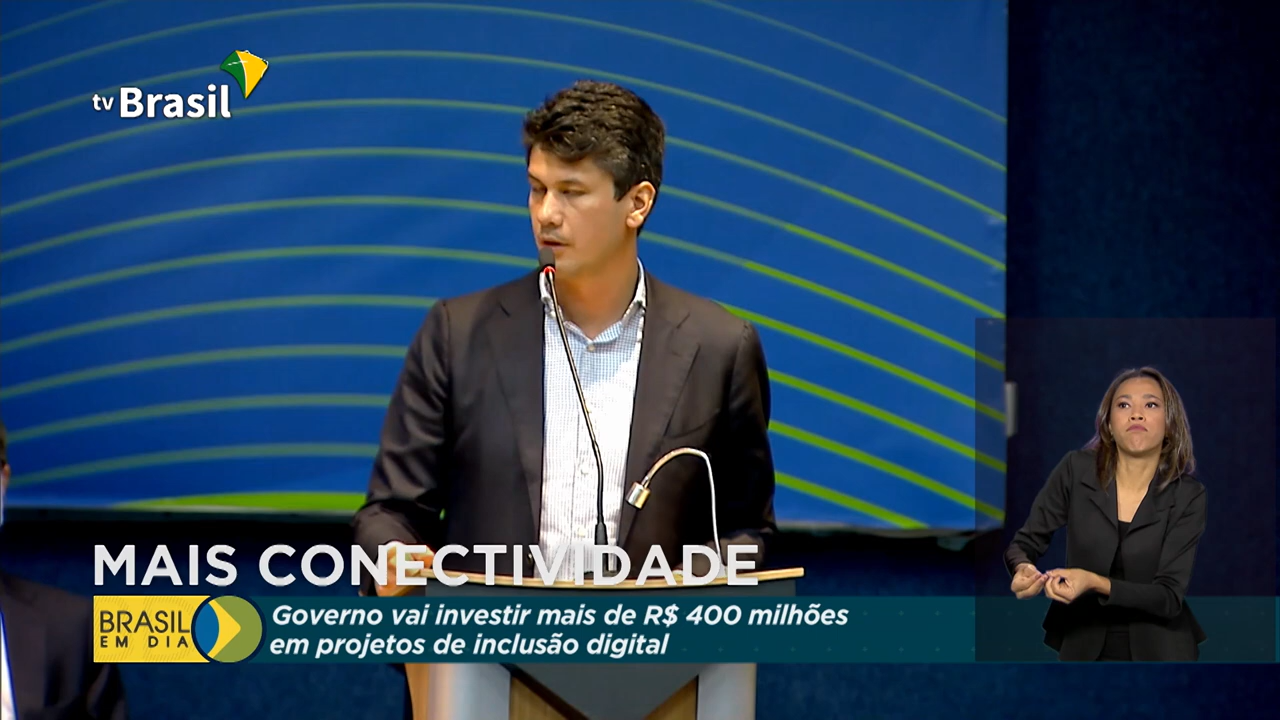 tv Brasil
MAIS CONECTIVIDADE
BRASIL
EM DIA
Governo vai investir mais de R$ 400 milhões
em projetos de inclusão digital